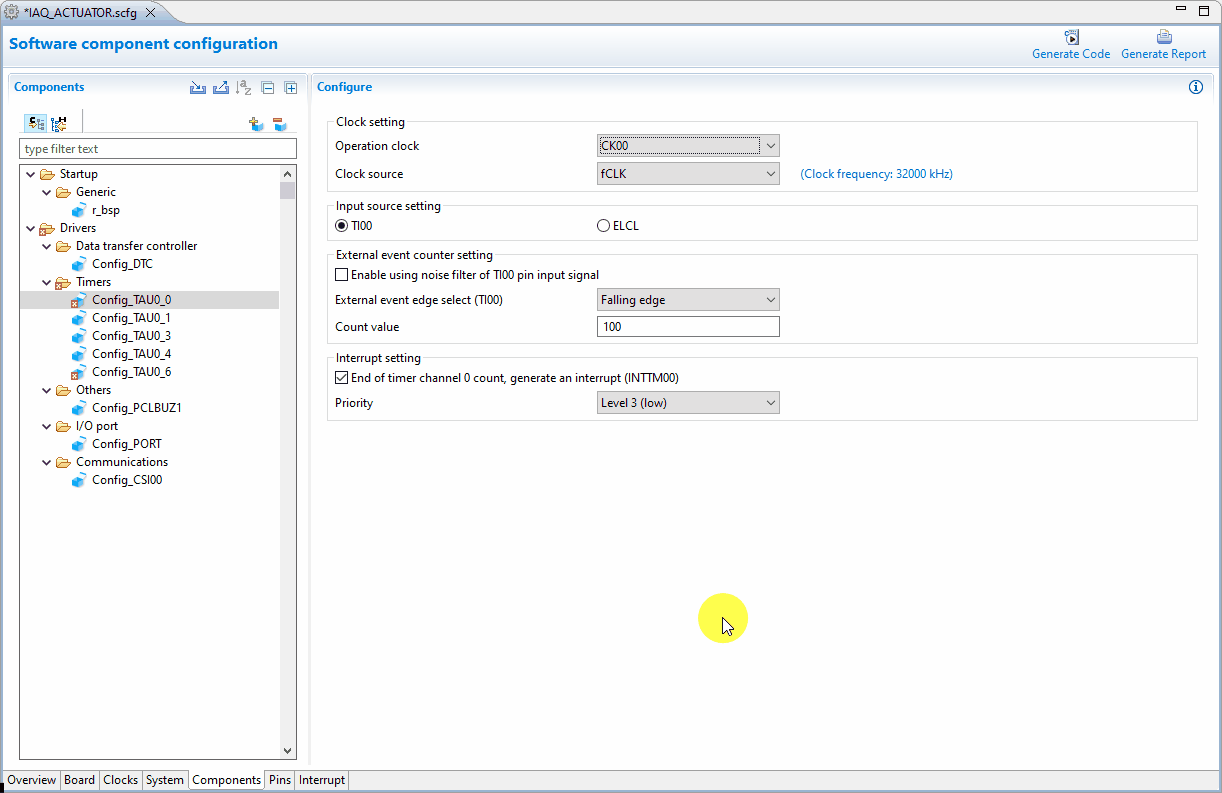 *IAQ_ACTUATOR.scfg
Software component configuration
Generate Code
Generate Report
Components
type filter text
Startup
Generic
r_bsp
Drivers
Data transfer controller
Config_DTC
Timers
Config_TAU0_0
Config_TAU0_1
Config_TAU0_3
Config_TAU0_4
Config_TAU0_6
Others
Config_PCLBUZ1
I/O port
Config_PORT
Communications
Config_CSI00
Configure
Clock setting
Operation clock CK00
Clock source fCLK (Clock frequency: 32000 kHz)
Input source setting
TI00 ELCL
External event counter setting
Enable using noise filter of TI00 pin input signal
External event edge select (TI00) Falling edge
Count value 100
Interrupt setting
End of timer channel 0 count, generate an interrupt (INTTM00)
Priority Level 3 (low)
Overview Board Clocks System Components Pins Interrupt